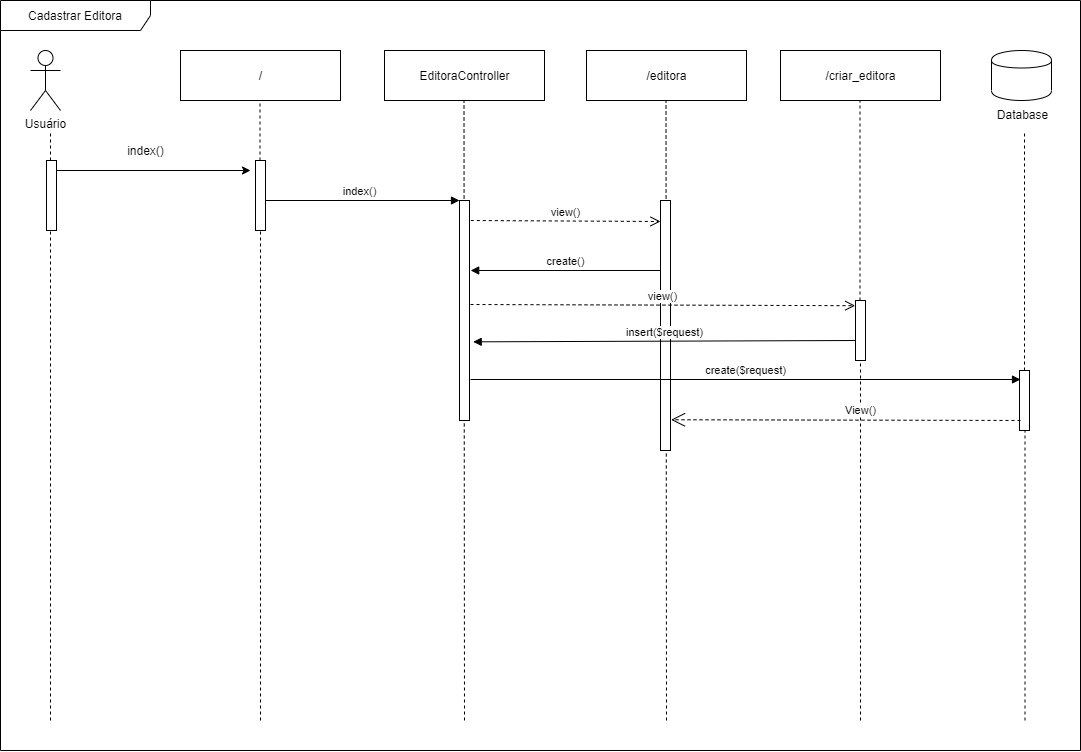 Cadastrar Editora
/
EditoraController
/editora
/criar_editora
Usuário
Database
index()
index()
view()
create()
view()
insert($request)
create($request)
View()